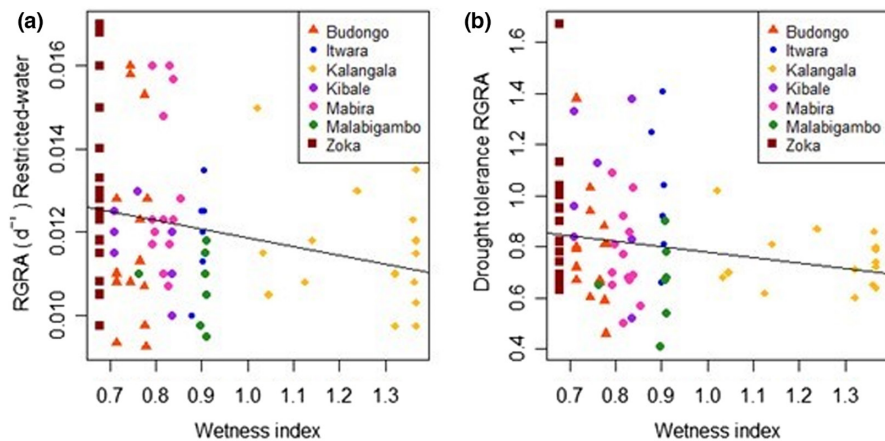 (a)
RGRA (d⁻¹) Restricted-water
0.016
0.014
0.012
0.010
Budongo
Itwara
Kalangala
Kibale
Mabira
Malabigambo
Zoka
0.7 0.8 0.9 1.0 1.1 1.2 1.3
Wetness index
(b)
Drought tolerance RGRA
1.6
1.4
1.2
1.0
0.8
0.6
0.4
Budongo
Itwara
Kalangala
Kibale
Mabira
Malabigambo
Zoka
0.7 0.8 0.9 1.0 1.1 1.2 1.3
Wetness index